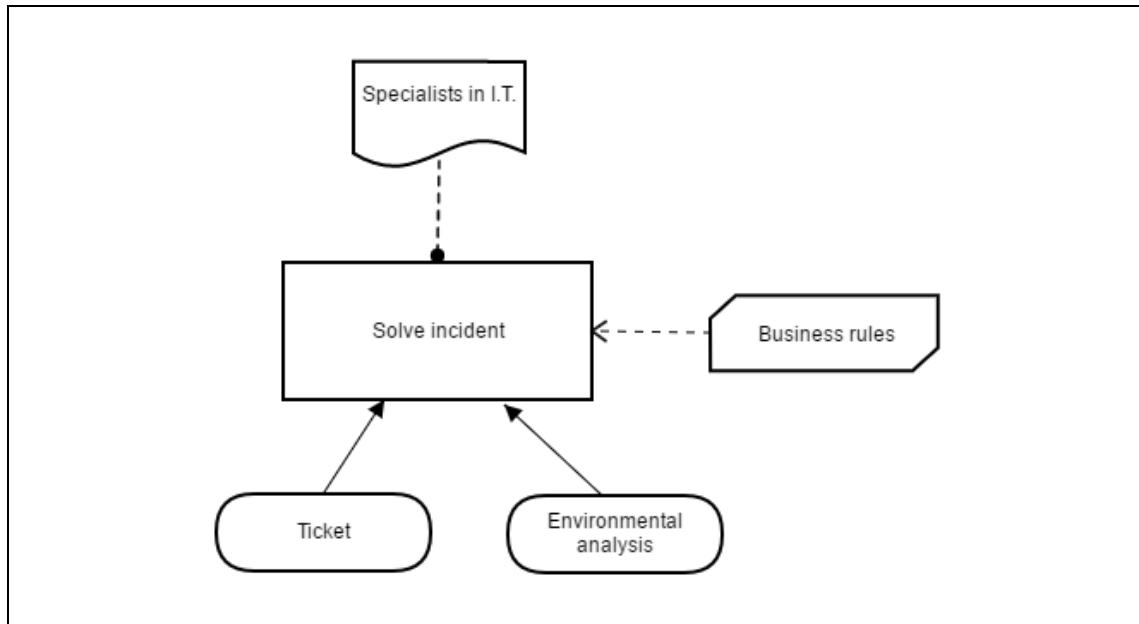 Specialists in I.T.
Solve incident
Business rules
Ticket
Environmental
analysis